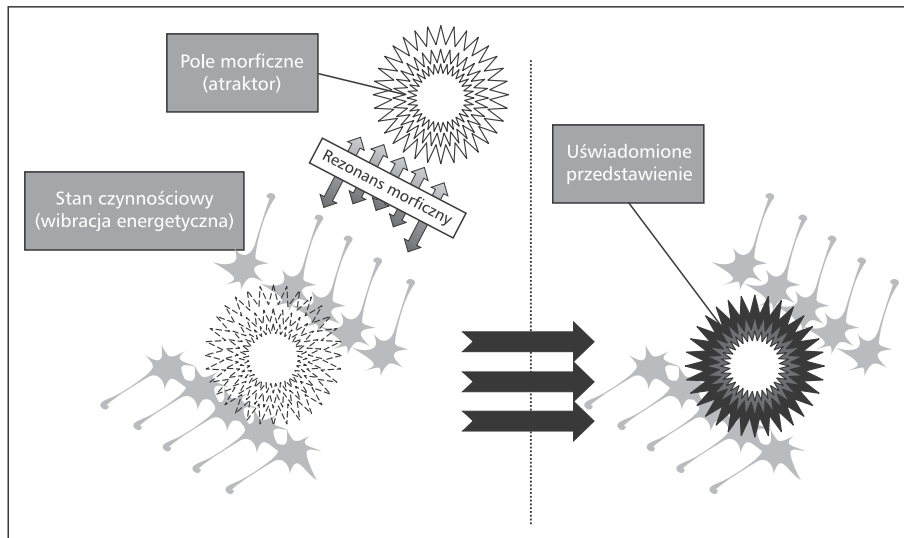 Pole morficzne
(atraktor)
Rezonans morficzny
Stan czynnościowy
(wibracja energetyczna)
Uświadomione
przedstawienie